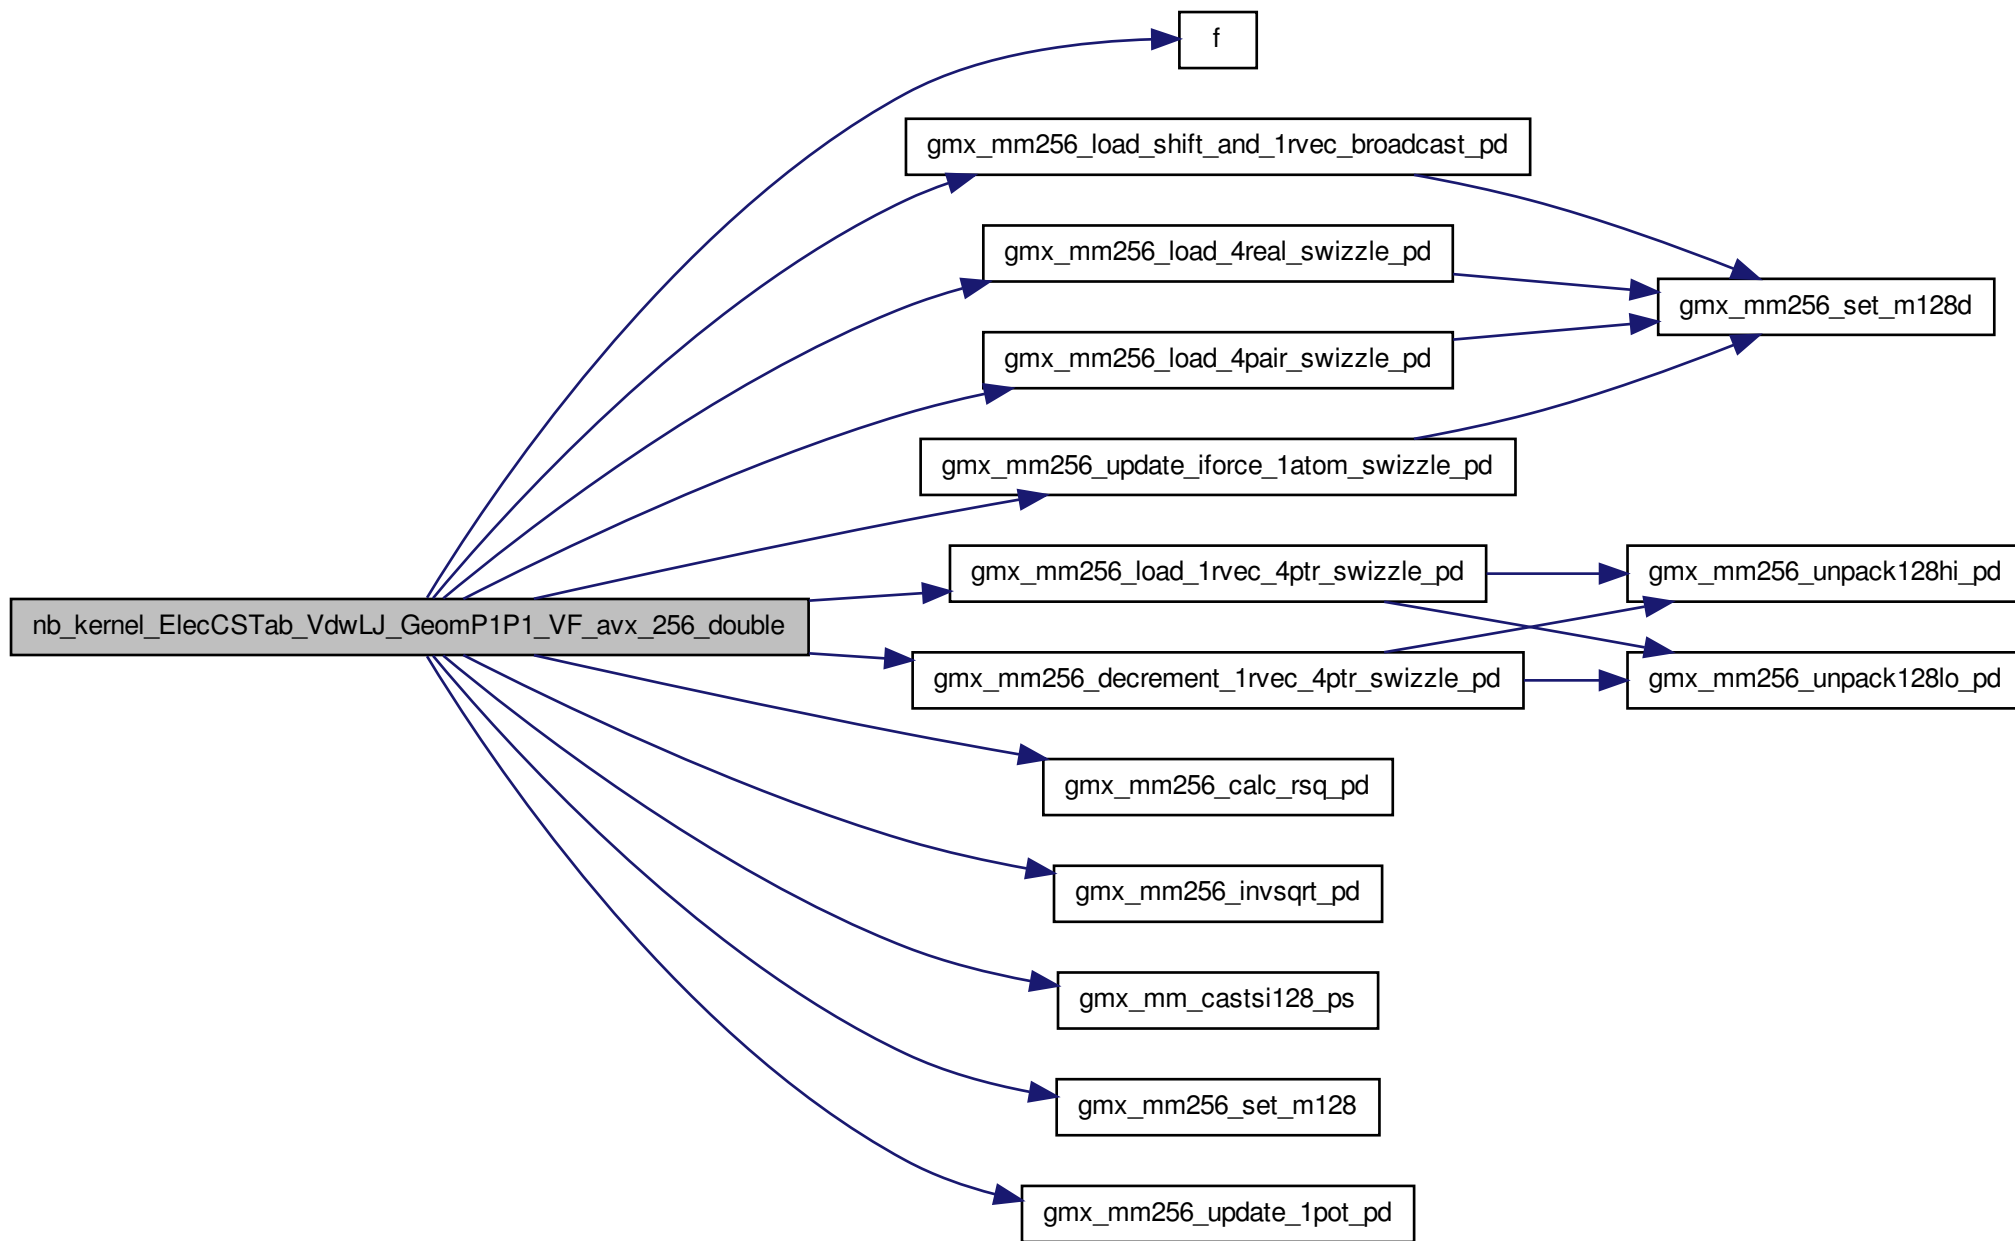 f
gmx_mm256_load_shift_and_1rvec_broadcast_pd
gmx_mm256_load_4real_swizzle_pd
gmx_mm256_set_m128d
gmx_mm256_load_4pair_swizzle_pd
gmx_mm256_update_iforce_1atom_swizzle_pd
gmx_mm256_load_1rvec_4ptr_swizzle_pd
gmx_mm256_unpack128hi_pd
nb_kernel_ElecCSTab_VdwLJ_GeomP1P1_VF_avx_256_double
gmx_mm256_decrement_1rvec_4ptr_swizzle_pd
gmx_mm256_unpack128lo_pd
gmx_mm256_calc_rsq_pd
gmx_mm256_invsqrt_pd
gmx_mm_castsi128_ps
gmx_mm256_set_m128
gmx_mm256_update_1pot_pd